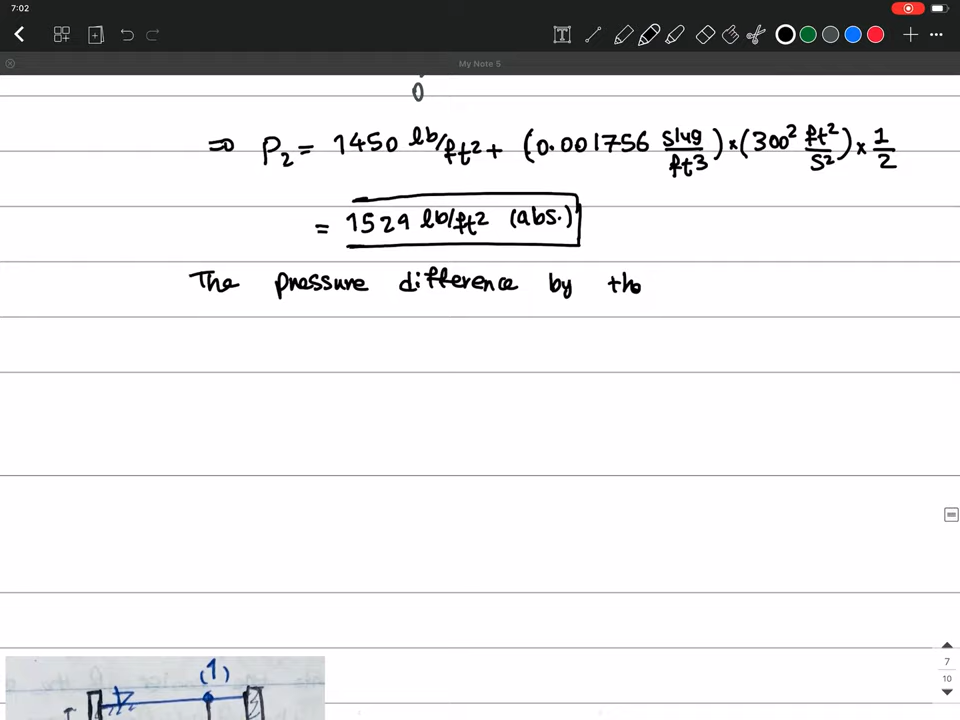 7:02
My Note 5
0
⇒ P₂ = 1450 lb/ft² + (0.001756 slug/ft3) × (300² ft²/s²) × 1/2
= 1529 lb/ft² (abs.)
The pressure difference by the
7
10
(1)